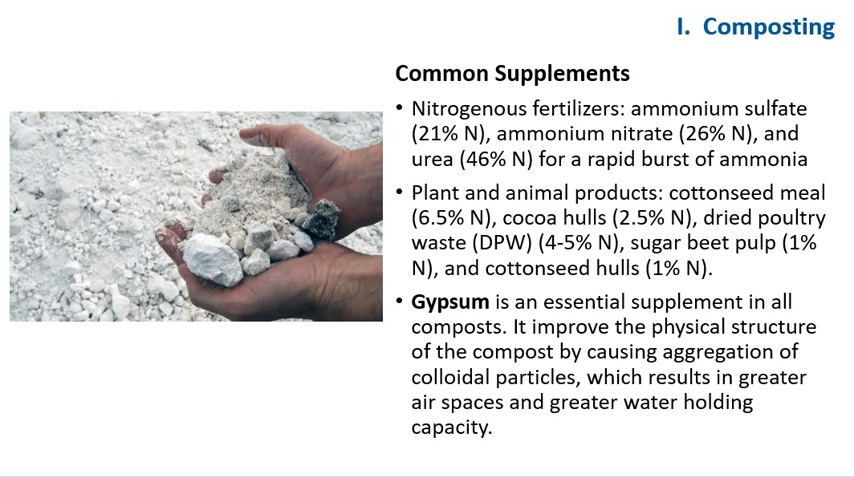 I. Composting
Common Supplements
• Nitrogenous fertilizers: ammonium sulfate
(21% N), ammonium nitrate (26% N), and
urea (46% N) for a rapid burst of ammonia
• Plant and animal products: cottonseed meal
(6.5% N), cocoa hulls (2.5% N), dried poultry
waste (DPW) (4-5% N), sugar beet pulp (1%
N), and cottonseed hulls (1% N).
• Gypsum is an essential supplement in all
composts. It improve the physical structure
of the compost by causing aggregation of
colloidal particles, which results in greater
air spaces and greater water holding
capacity.